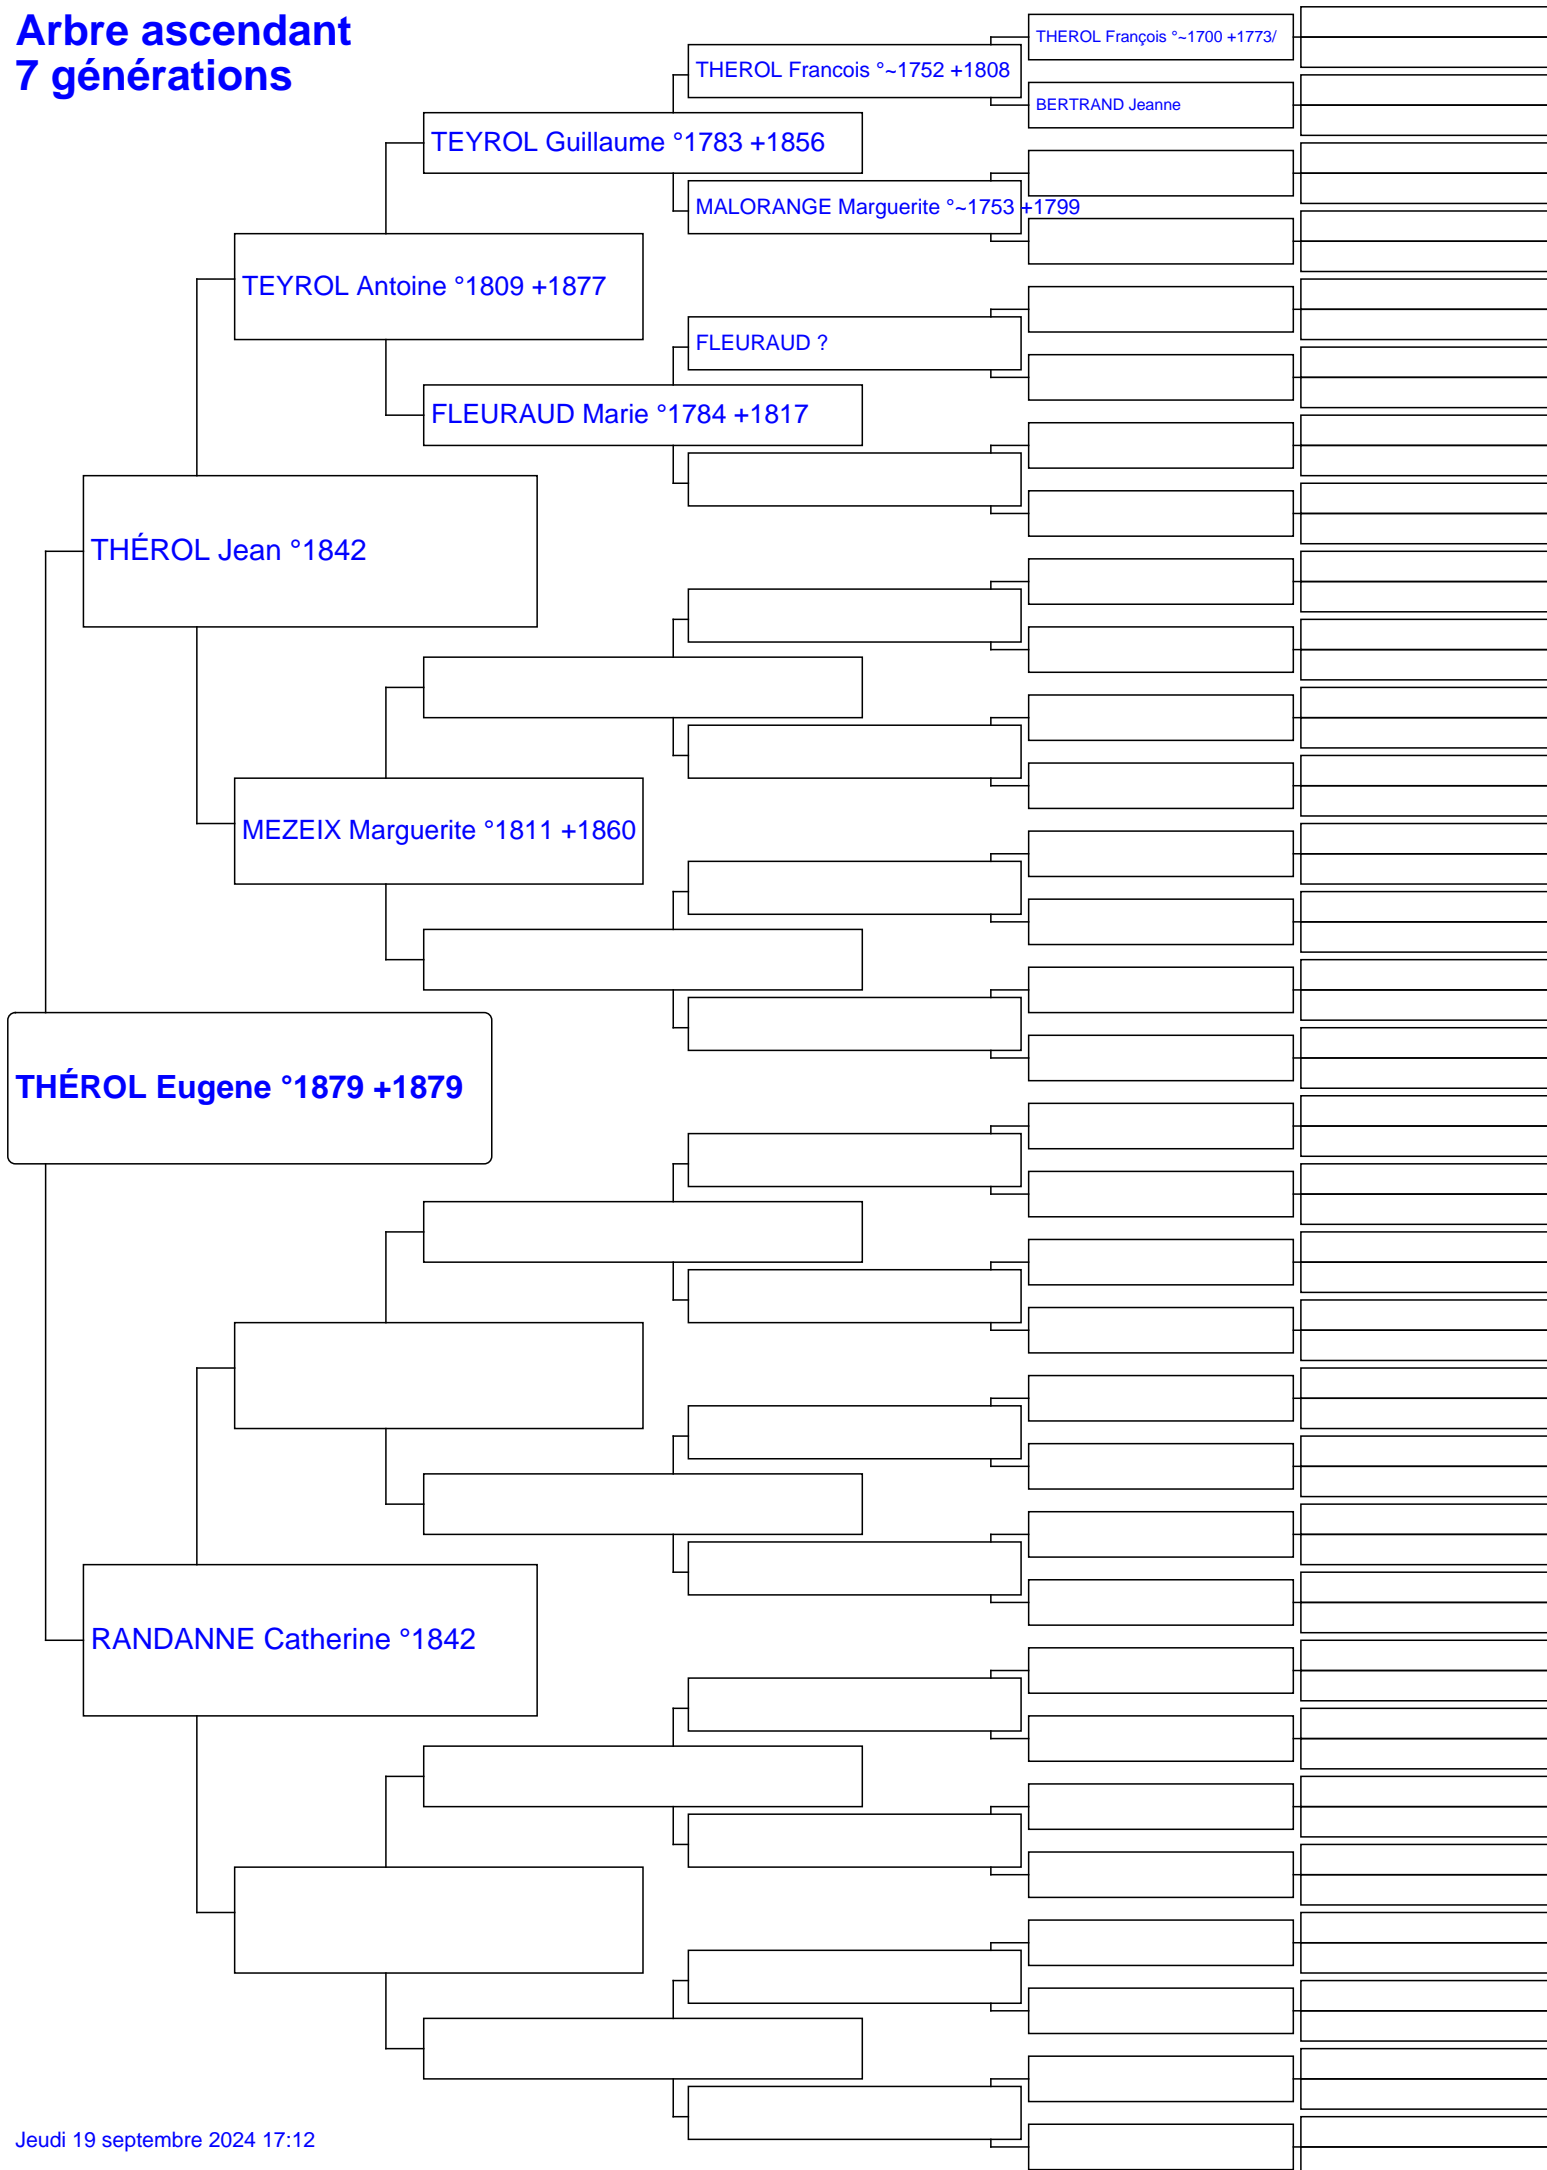 Arbre ascendant
7 générations
THEROL François °~1700 +1773/
THEROL Francois °~1752 +1808
BERTRAND Jeanne
TEYROL Guillaume °1783 +1856
MALORANGE Marguerite °~1753 +1799
TEYROL Antoine °1809 +1877
FLEURAUD ?
FLEURAUD Marie °1784 +1817
THÉROL Jean °1842
MEZEIX Marguerite °1811 +1860
THÉROL Eugene °1879 +1879
RANDANNE Catherine °1842
Jeudi 19 septembre 2024 17:12